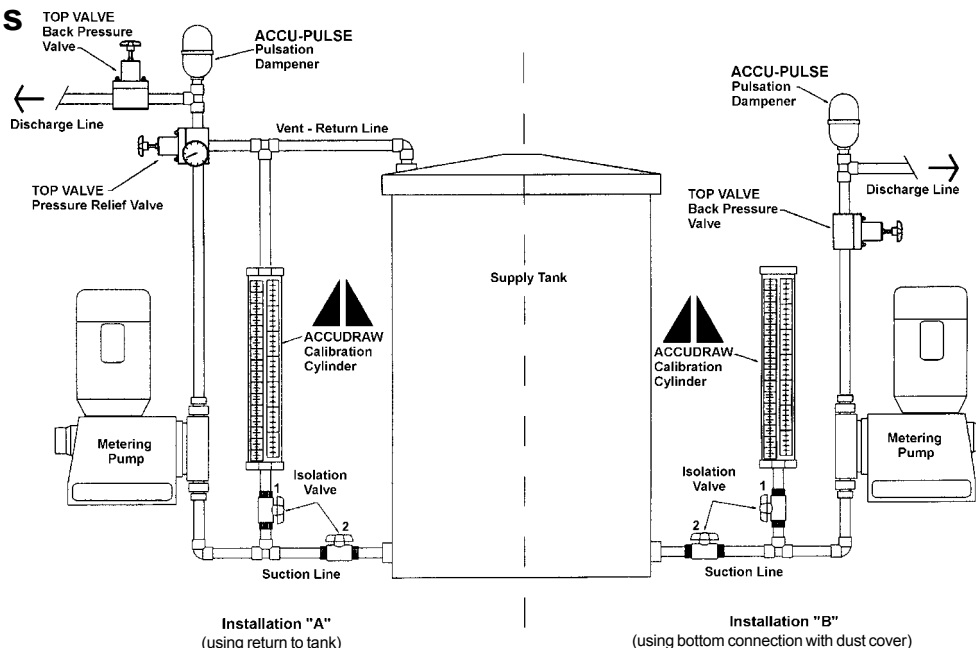 S
TOP VALVE
Back Pressure
Valve
ACCU-PULSE
Pulsation
Dampener
Discharge Line
Vent - Return Line
TOP VALVE
Pressure Relief Valve
ACCUDRAW
Calibration
Cylinder
Metering
Pump
Isolation
Valve
1
2
Suction Line
Installation "A"
(using return to tank)
Supply Tank
ACCU-PULSE
Pulsation
Dampener
Discharge Line
TOP VALVE
Back Pressure
Valve
ACCUDRAW
Calibration
Cylinder
Isolation
Valve
1
2
Metering
Pump
Suction Line
Installation "B"
(using bottom connection with dust cover)